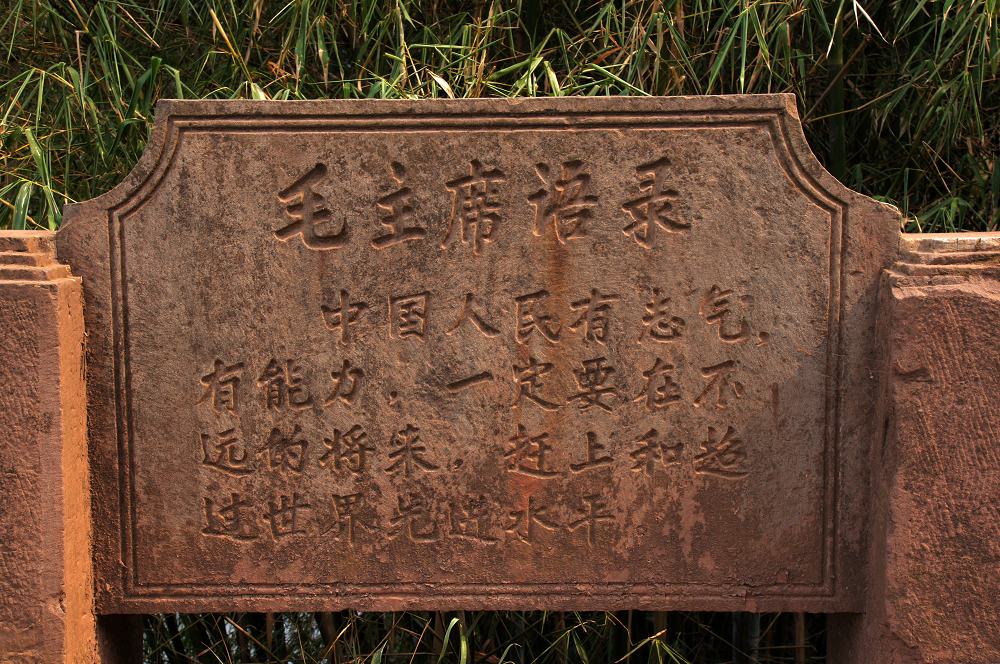 毛主席语录
中国人民有志气，
有能力，一定要在不
远的将来，赶上和超
过世界先进水平